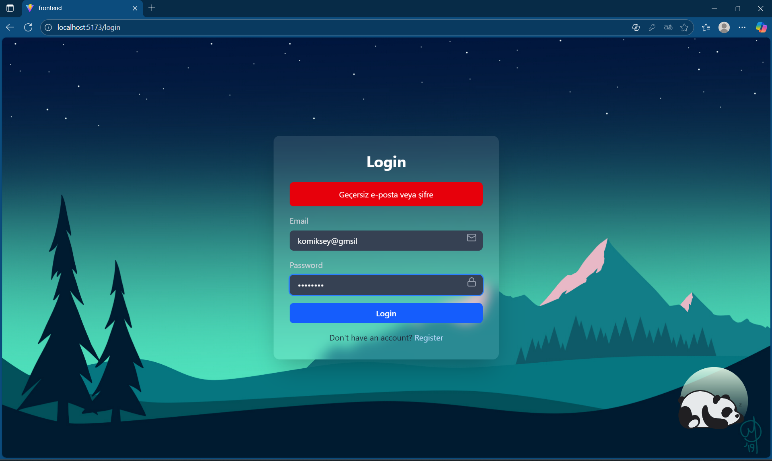 frontend
localhost:5173/login
Login
Geçersiz e-posta veya şifre
Email
komiksey@gmsil
Password
••••••••
Login
Don't have an account? Register